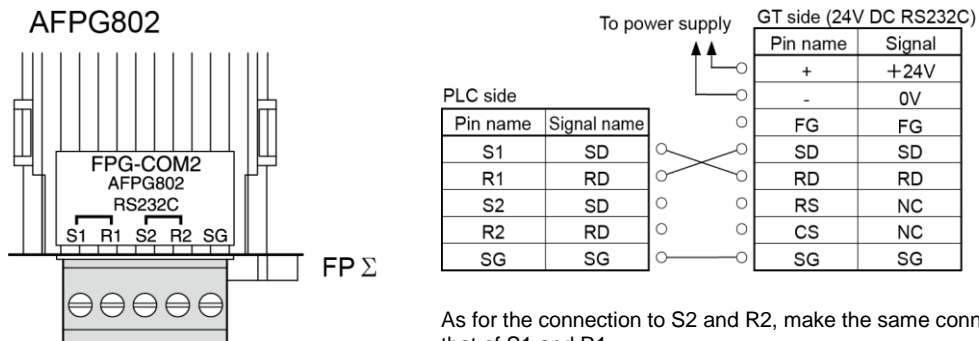 AFPG802
FPG-COM2
AFPG802
RS232C
S1 R1 S2 R2 SG
FPΣ
To power supply
GT side (24V DC RS232C)
Pin name Signal
+ +24V
- 0V
FG FG
SD SD
RD RD
RS NC
CS NC
SG SG
PLC side
Pin name Signal name
S1 SD
R1 RD
S2 SD
R2 RD
SG SG
As for the connection to S2 and R2, make the same
that of S1 and R1